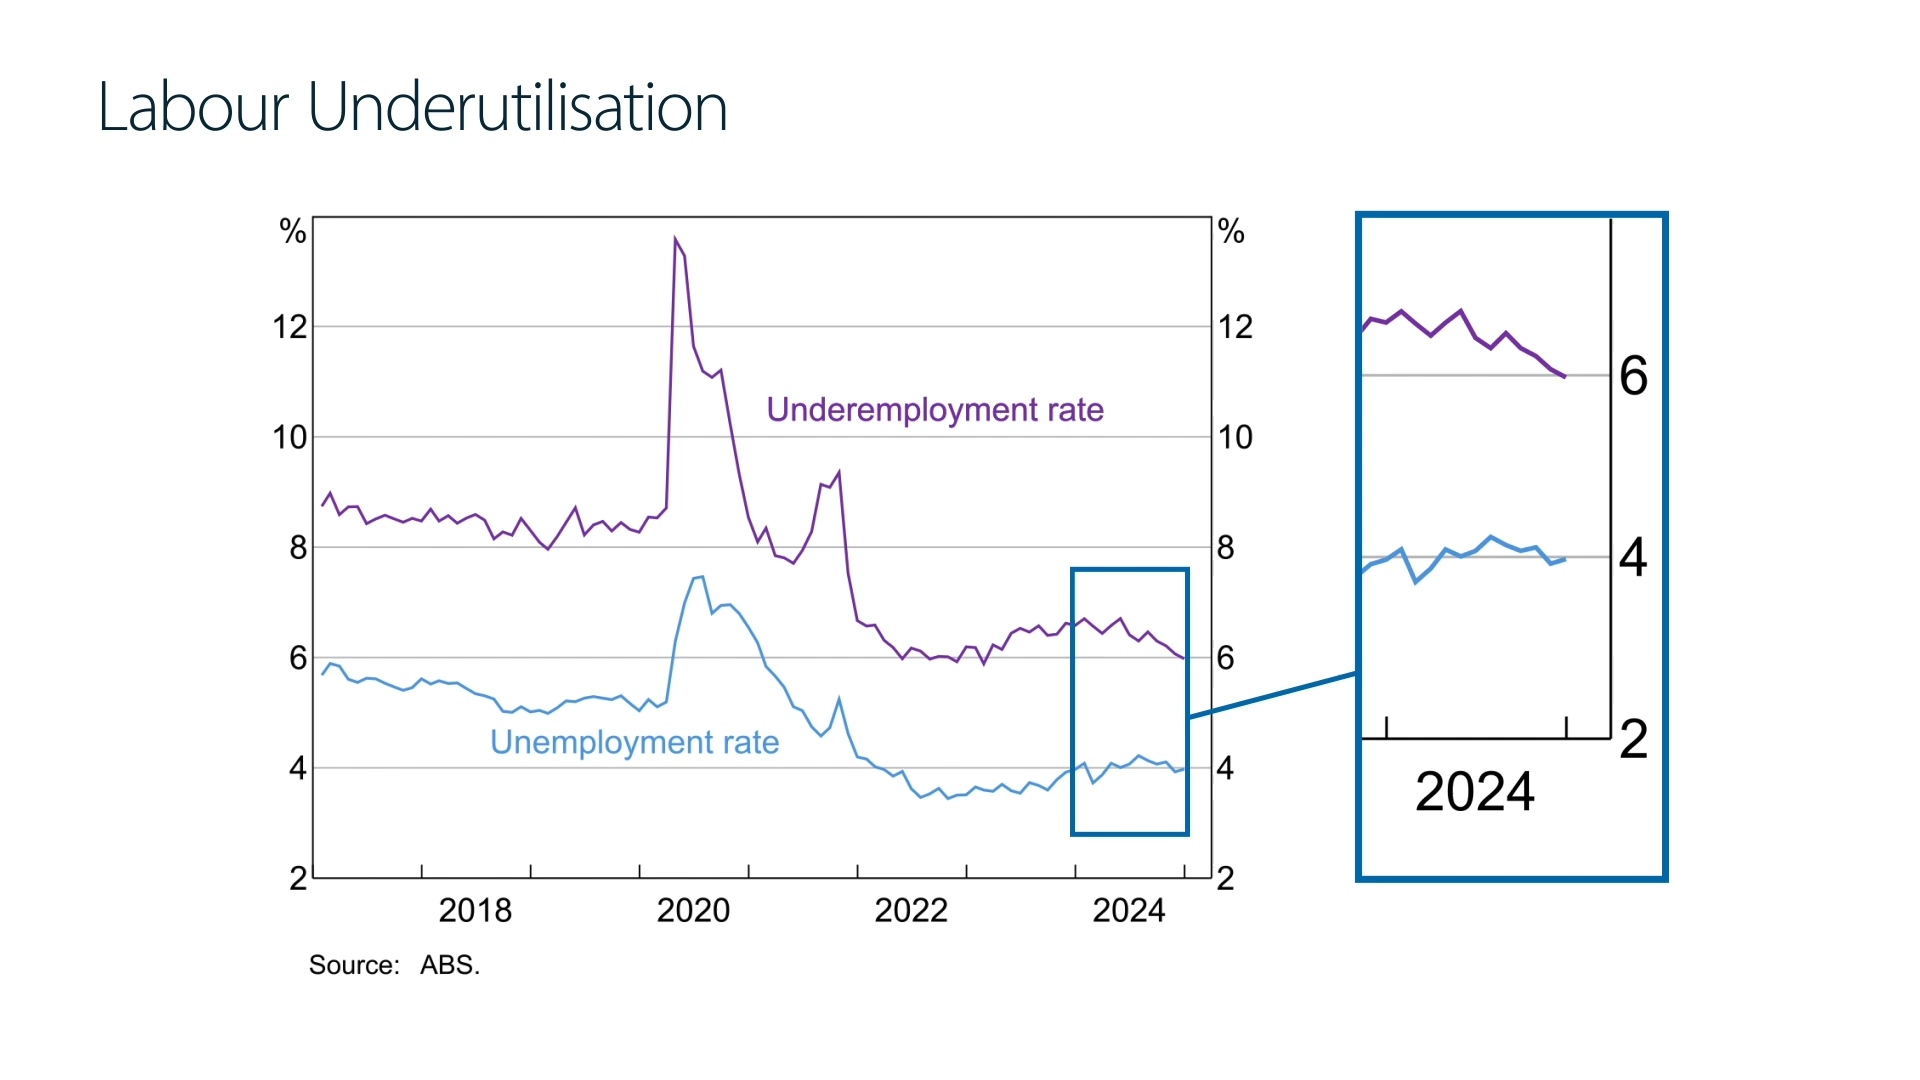 Labour Underutilisation
% %
12 12
Underemployment rate
10 10
8 8
6 6
Unemployment rate
4 4
2 2
2018 2020 2022 2024
6
4
2
2024
Source: ABS.